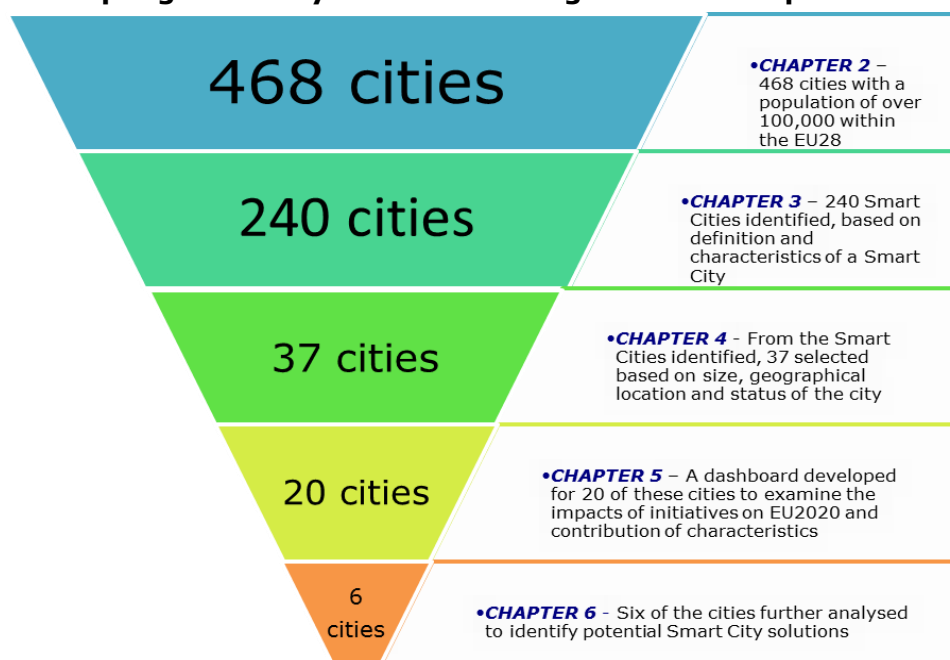 468 cities
•CHAPTER 2 –
468 cities with a
population of over
100,000 within
the EU28
240 cities
•CHAPTER 3 – 240 Smart
Cities identified, based on
definition and
characteristics of a Smart
City
37 cities
•CHAPTER 4 - From the Smart
Cities identified, 37 selected
based on size, geographical
location and status of the city
20 cities
•CHAPTER 5 – A dashboard developed
for 20 of these cities to examine the
impacts of initiatives on EU2020 and
contribution of characteristics
6
cities
•CHAPTER 6 - Six of the cities further analysed
to identify potential Smart City solutions